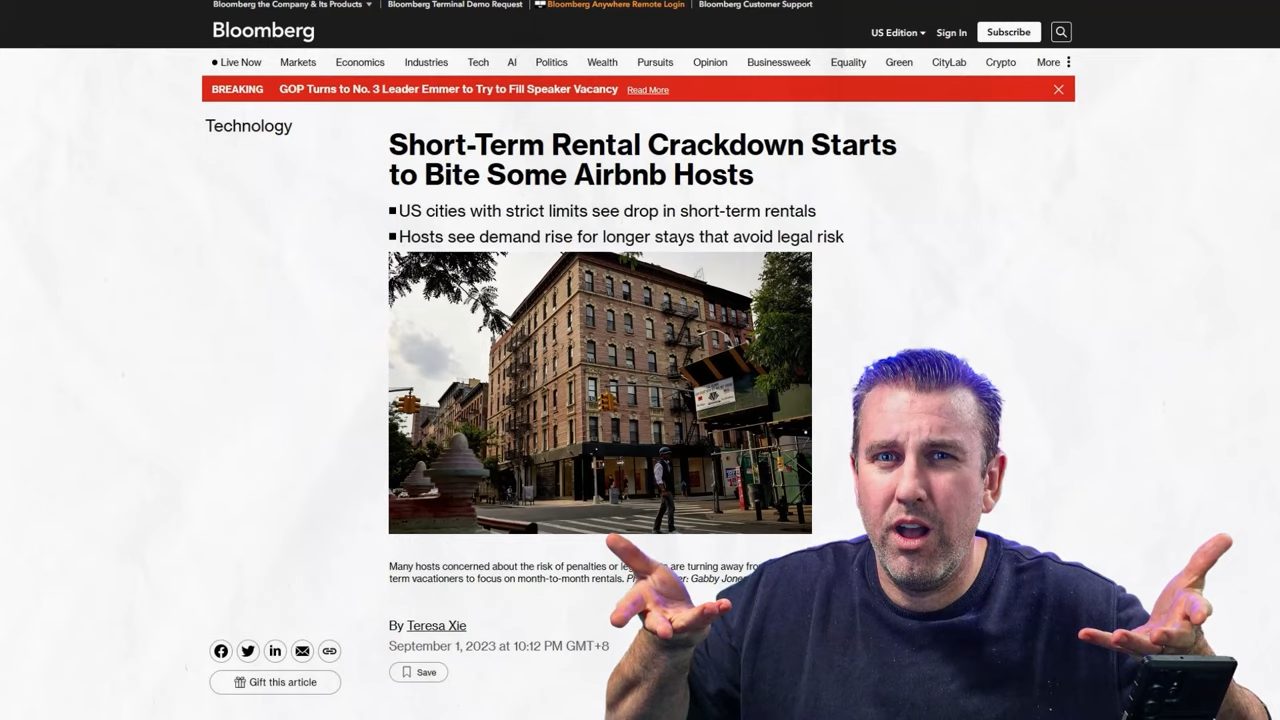 Bloomberg the Company & Its Products
Bloomberg Terminal Demo Request
Bloomberg Anywhere Remote Login
Bloomberg Customer Support
Bloomberg
US Edition
Sign In
Subscribe
Live Now
Markets
Economics
Industries
Tech
AI
Politics
Wealth
Pursuits
Opinion
Businessweek
Equality
Green
CityLab
Crypto
More
BREAKING GOP Turns to No. 3 Leader Emmer to Try to Fill Speaker Vacancy Read More
Technology
Short-Term Rental Crackdown Starts
to Bite Some Airbnb Hosts
US cities with strict limits see drop in short-term rentals
Hosts see demand rise for longer stays that avoid legal risk
Many hosts concerned about the risk of penalties or are turning away
term vacationers to focus on month-to-month rentals. Gabby
By Teresa Xie
September 1, 2023 at 10:12 PM GMT+8
Save
Gift this article